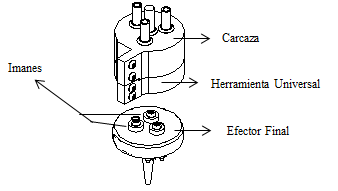 Carcaza
Imanes
Herramienta Universal
Efector Final